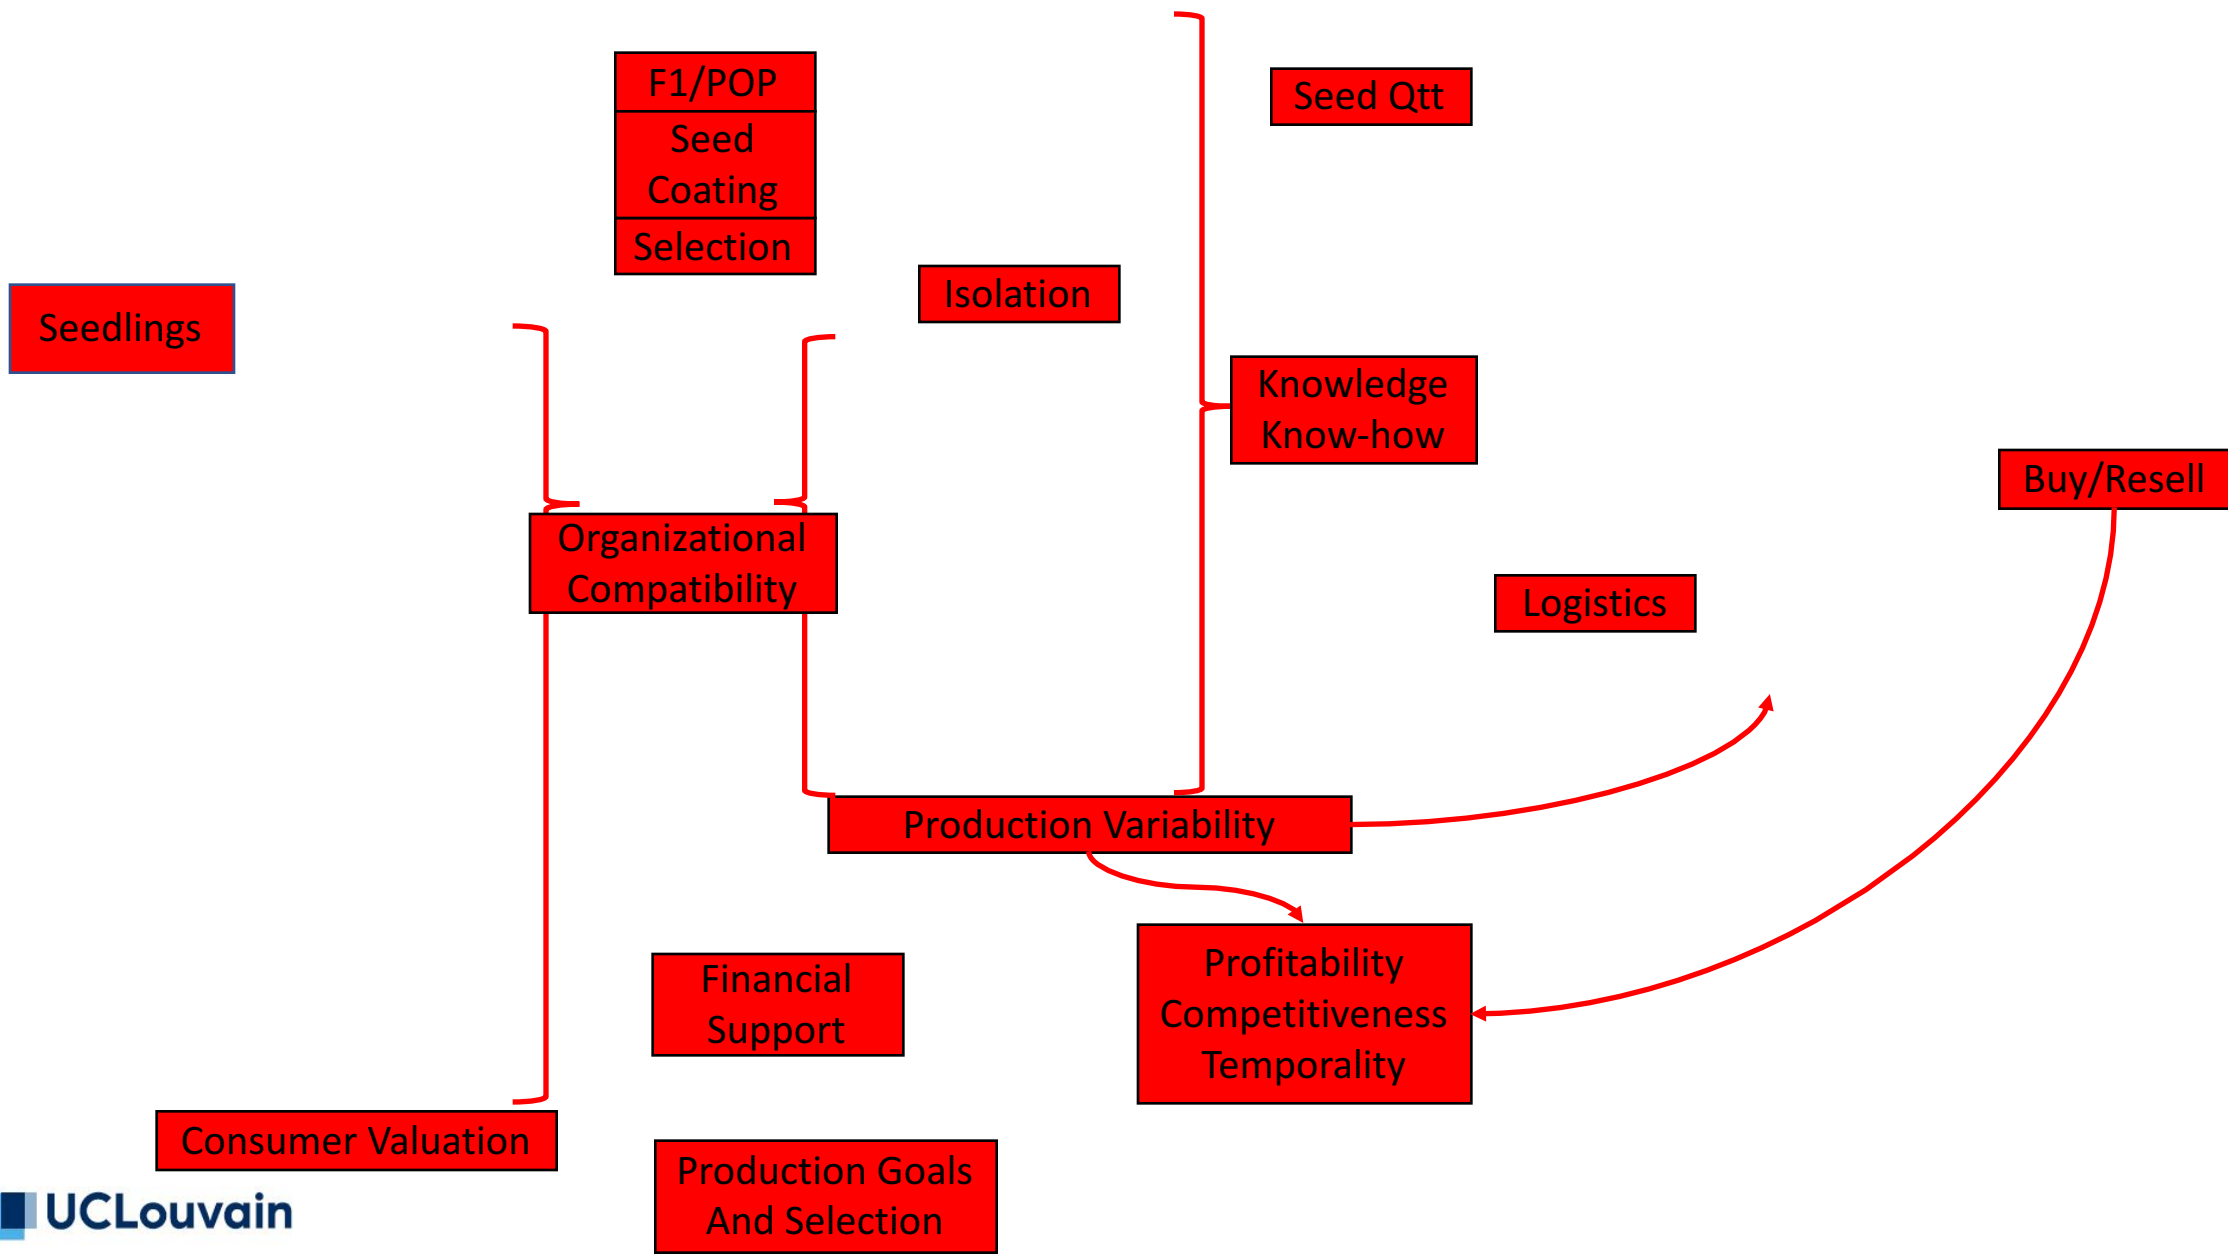 F1/POP
Seed
Coating
Selection
Seed Qtt
Isolation
Seedlings
Knowledge
Know-how
Buy/Resell
Organizational
Compatibility
Logistics
Production Variability
Profitability
Competitiveness
Temporality
Financial
Support
Consumer Valuation
Production Goals
And Selection
UCLouvain